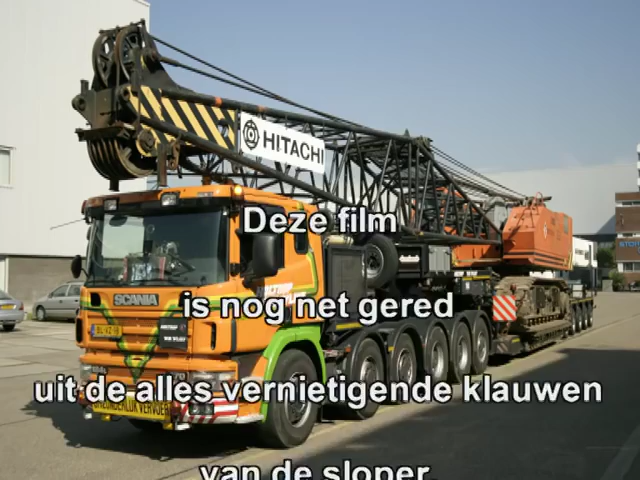 HITACHI
Deze film
is nog net gered
SCANIA
uit de alles vernietigende klauwen
van de sloper